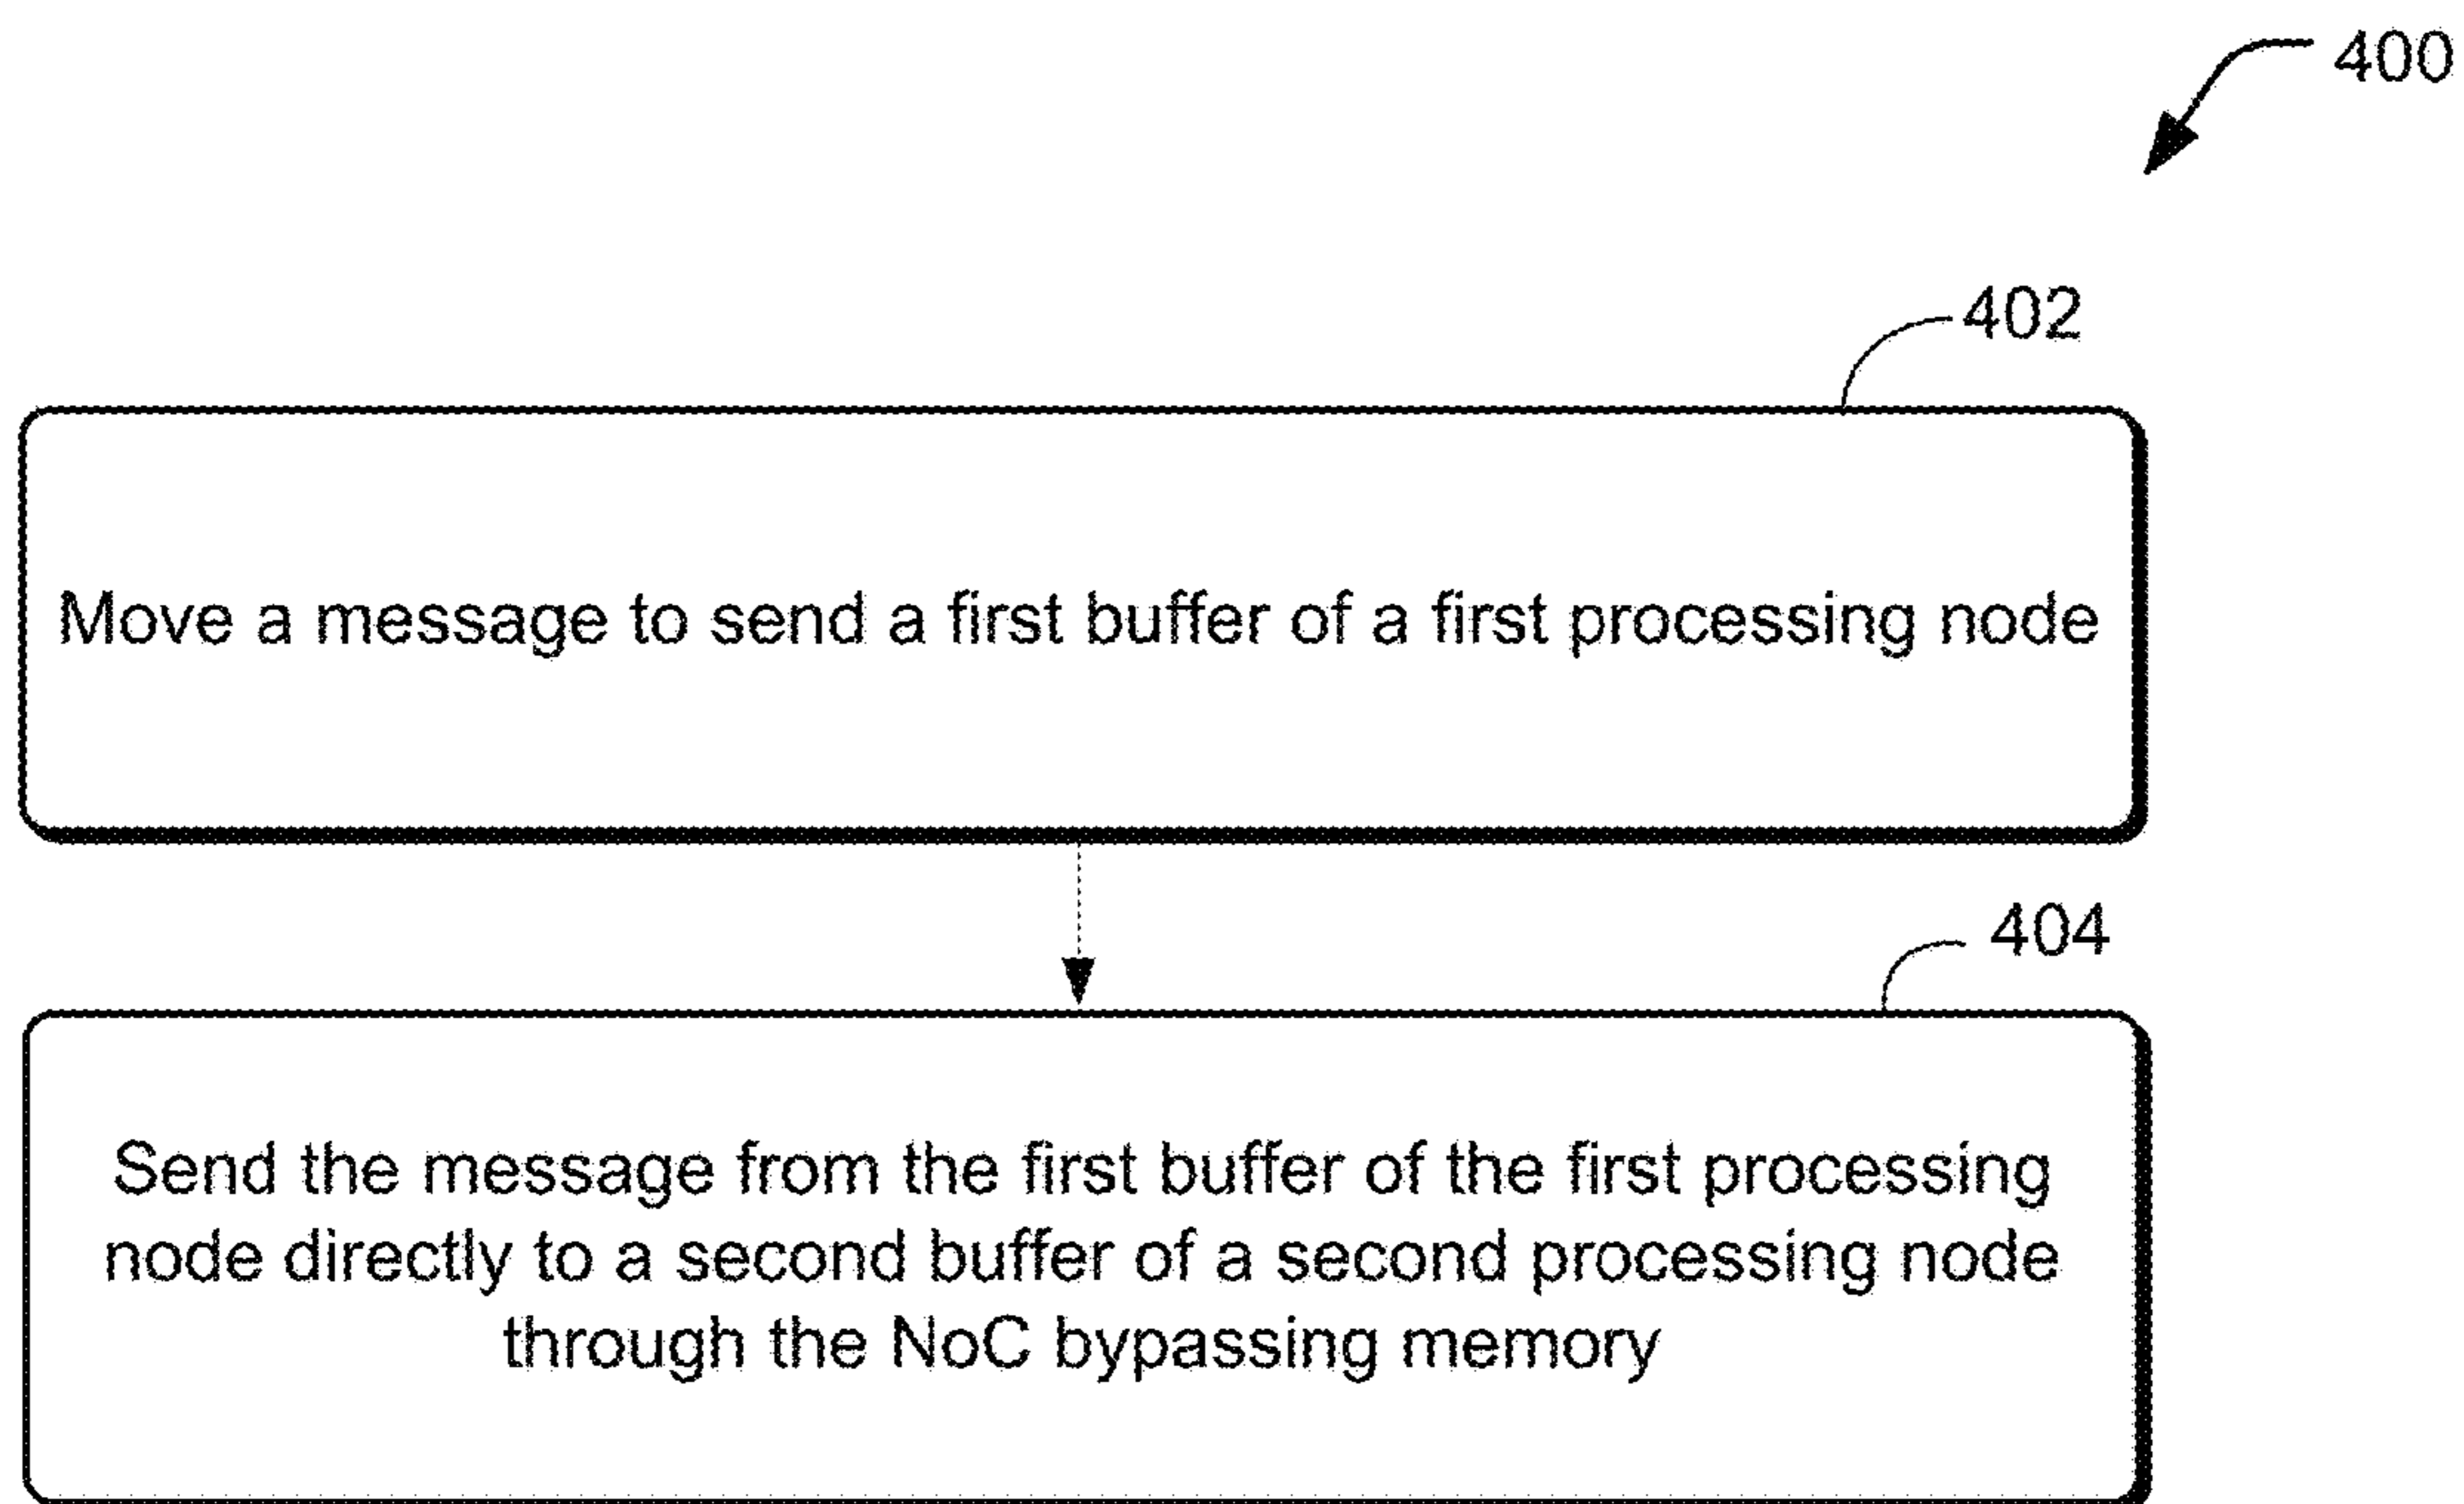 400
402
Move a message to send a first buffer of a first processing node
404
Send the message from the first buffer of the first processing
node directly to a second buffer of a second processing node
through the NoC bypassing memory